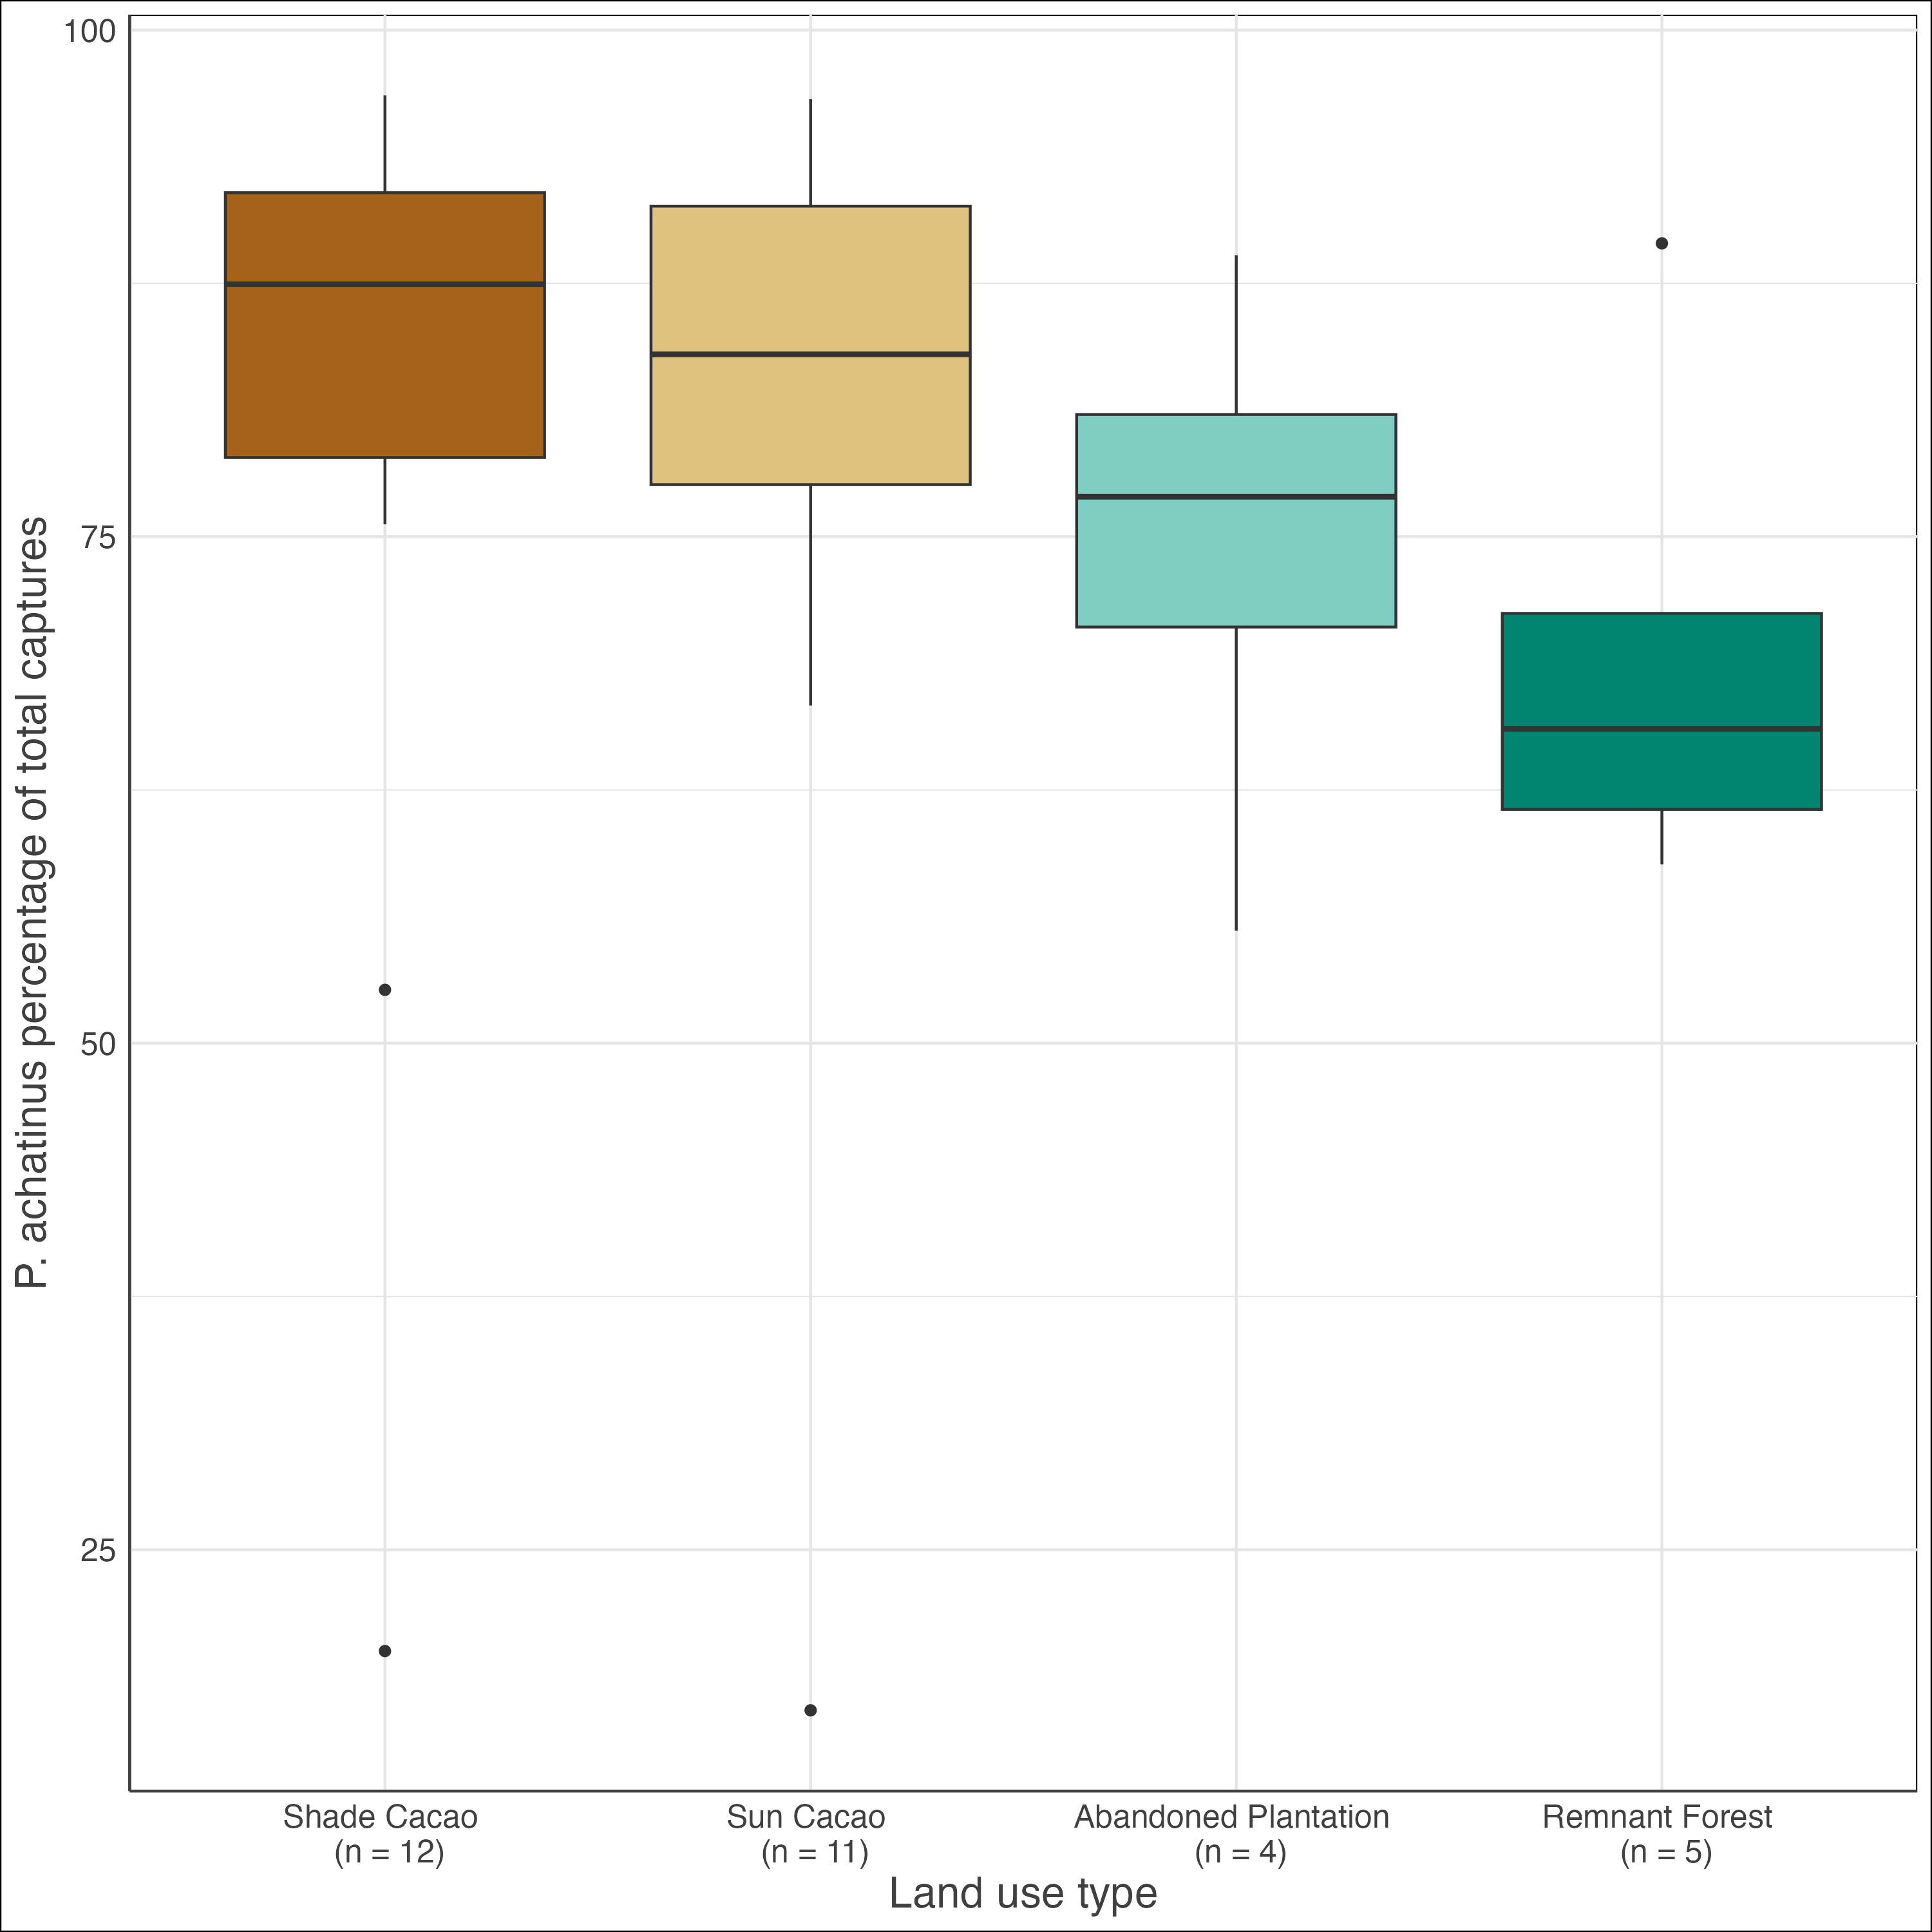 P. achatinus percentage of total captures
100
75
50
25
Shade Cacao
(n = 12)
Sun Cacao
(n = 11)
Abandoned Plantation
(n = 4)
Remnant Forest
(n = 5)
Land use type